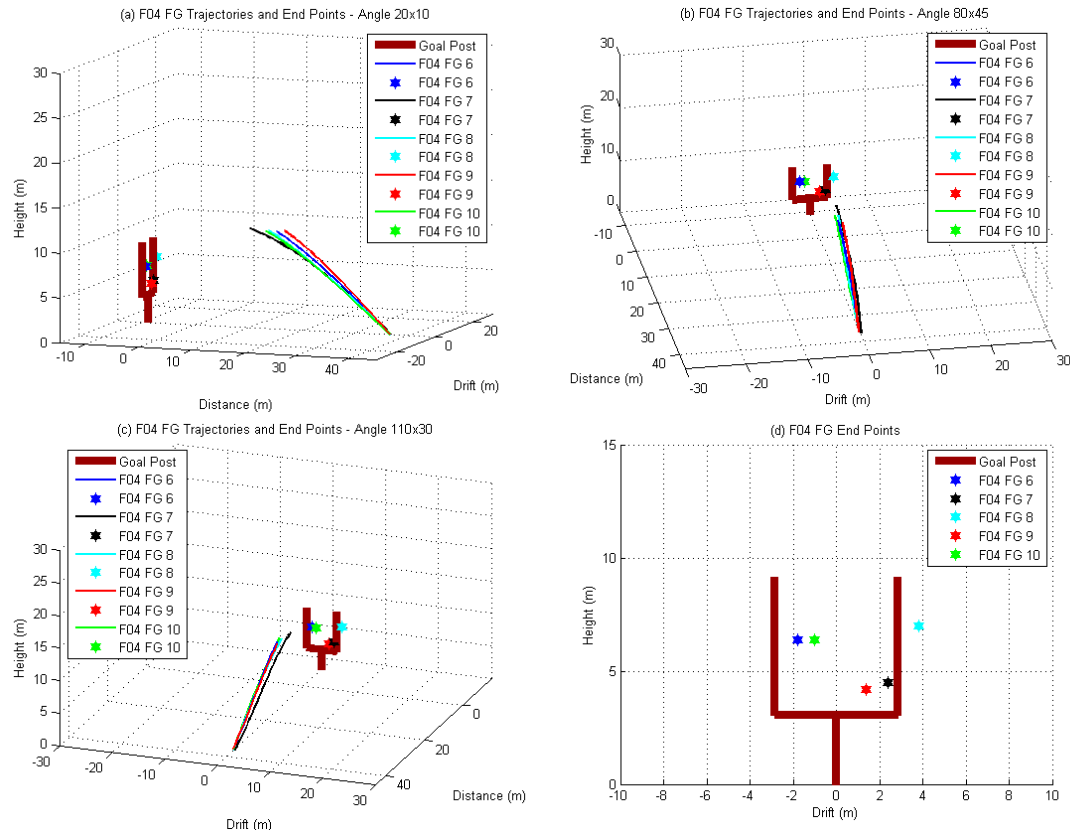 (a) F04 FG Trajectories and End Points - Angle 20x10
Goal Post
F04 FG 6
F04 FG 6
F04 FG 7
F04 FG 7
F04 FG 8
F04 FG 8
F04 FG 9
F04 FG 9
F04 FG 10
F04 FG 10
30
25
20
15
10
5
0
Height (m)
-10
0
10
20
30
40
Distance (m)
-20
0
20
Drift (m)
(b) F04 FG Trajectories and End Points - Angle 80x45
Goal Post
F04 FG 6
F04 FG 6
F04 FG 7
F04 FG 7
F04 FG 8
F04 FG 8
F04 FG 9
F04 FG 9
F04 FG 10
F04 FG 10
30
20
10
0
Height (m)
-10
0
10
20
30
40
Distance (m)
-30
-20
-10
0
10
20
30
Drift (m)
(c) F04 FG Trajectories and End Points - Angle 110x30
Goal Post
F04 FG 6
F04 FG 6
F04 FG 7
F04 FG 7
F04 FG 8
F04 FG 8
F04 FG 9
F04 FG 9
F04 FG 10
F04 FG 10
30
25
20
15
10
5
0
Height (m)
-30
-20
-10
0
10
20
30
Drift (m)
0
20
40
Distance (m)
(d) F04 FG End Points
Goal Post
F04 FG 6
F04 FG 7
F04 FG 8
F04 FG 9
F04 FG 10
15
10
5
0
Height (m)
-10
-8
-6
-4
-2
0
2
4
6
8
10
Drift (m)